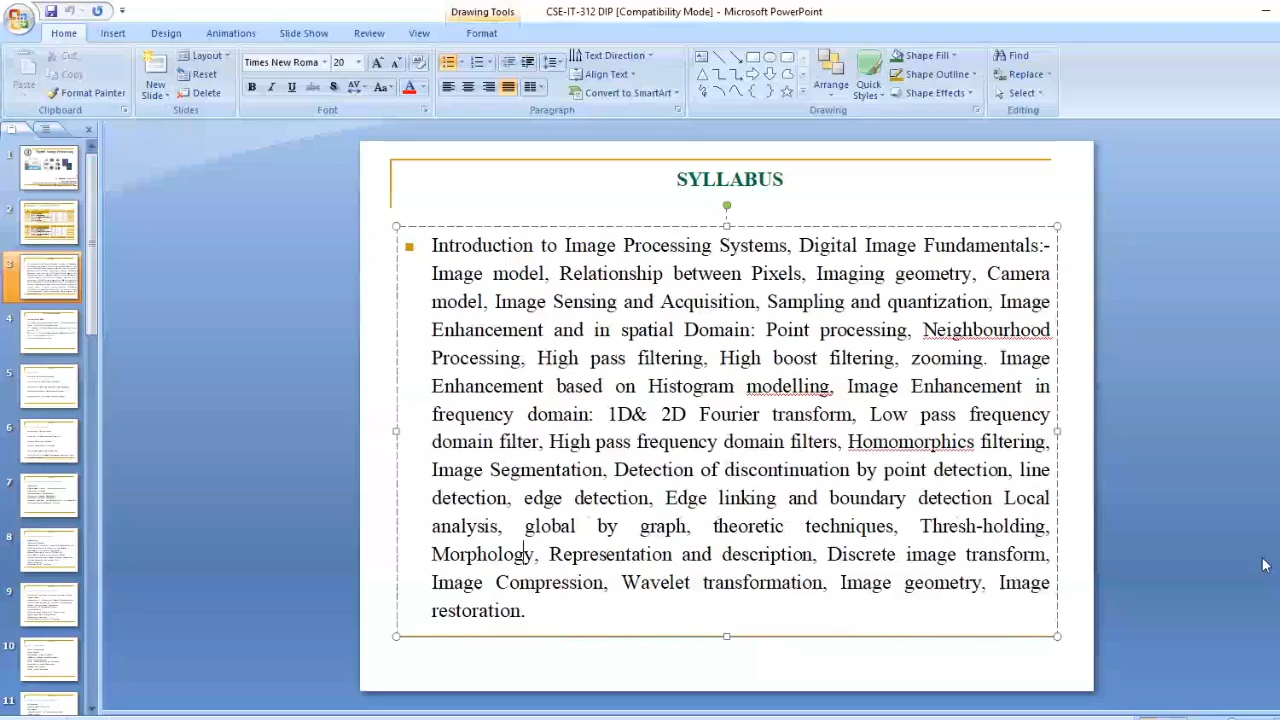 CSE-IT-312 DIP [Compatibility Mode] - Microsoft PowerPoint
Tools
Home Insert Design Animations Slide Show Review View Format
Cut
Copy
Paste
Format Painter
Clipboard
New Slide
Layout
Reset
Delete
Slides
Times New Roma 20
B I U abc S AV Aa A
Font
Text Direction
Align Text
Convert to SmartArt
Paragraph
Arrange
Quick Styles
Shape Fill
Shape Outline
Shape Effects
Drawing
Find
Replace
Select
Editing
1
2
3
4
5
6
7
8
9
10
11
SYLLABUS
Introduction to Image Processing Systems, Digital Image Fundamentals:-
Image model, Relationship between Pixels, Imaging geometry, Camera
model. Image Sensing and Acquisition. Sampling and quantization, Image
Enhancement and in spatial Domain Point processing, Neighbourhood
Processing, High pass filtering, High boost filtering, zooming. Image
Enhancement based on Histogram modelling. Image Enhancement in
frequency domain: 1D& 2D Fourier transform. Low pass frequency
domain filter, High pass frequency domain filters, Homomorphics filtering,
Image Segmentation. Detection of discontinuation by point detection, line
detection, edge detection. Edge linking and boundary detection Local
analysis, global by graph, theoretic techniques. Thresh-holding,
Morphology, Representation and description, Discrete image transform.
Image Compression, Wavelet transformation, Image geometry, Image
restoration.